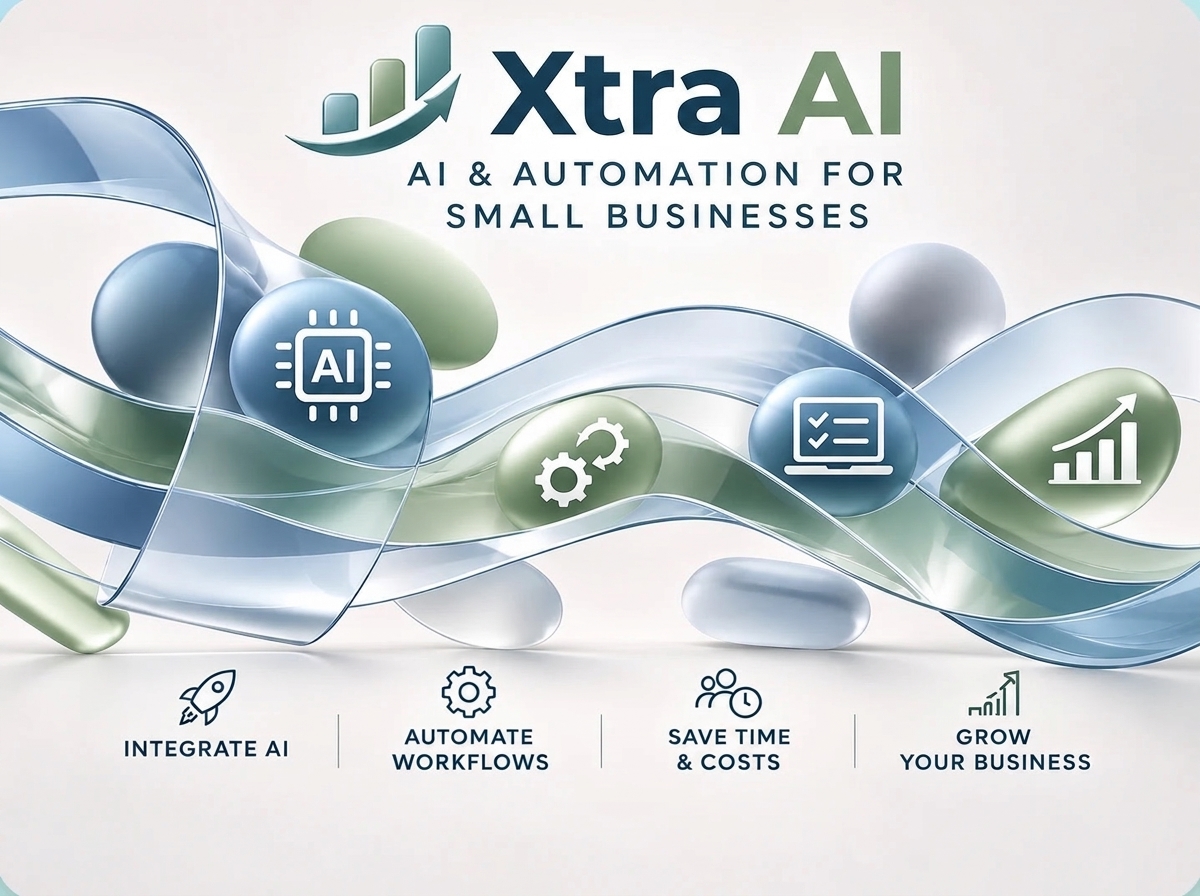 Xtra AI
AI & AUTOMATION FOR
SMALL BUSINESSES
AI
INTEGRATE AI
AUTOMATE
WORKFLOWS
SAVE TIME
& COSTS
GROW
YOUR BUSINESS